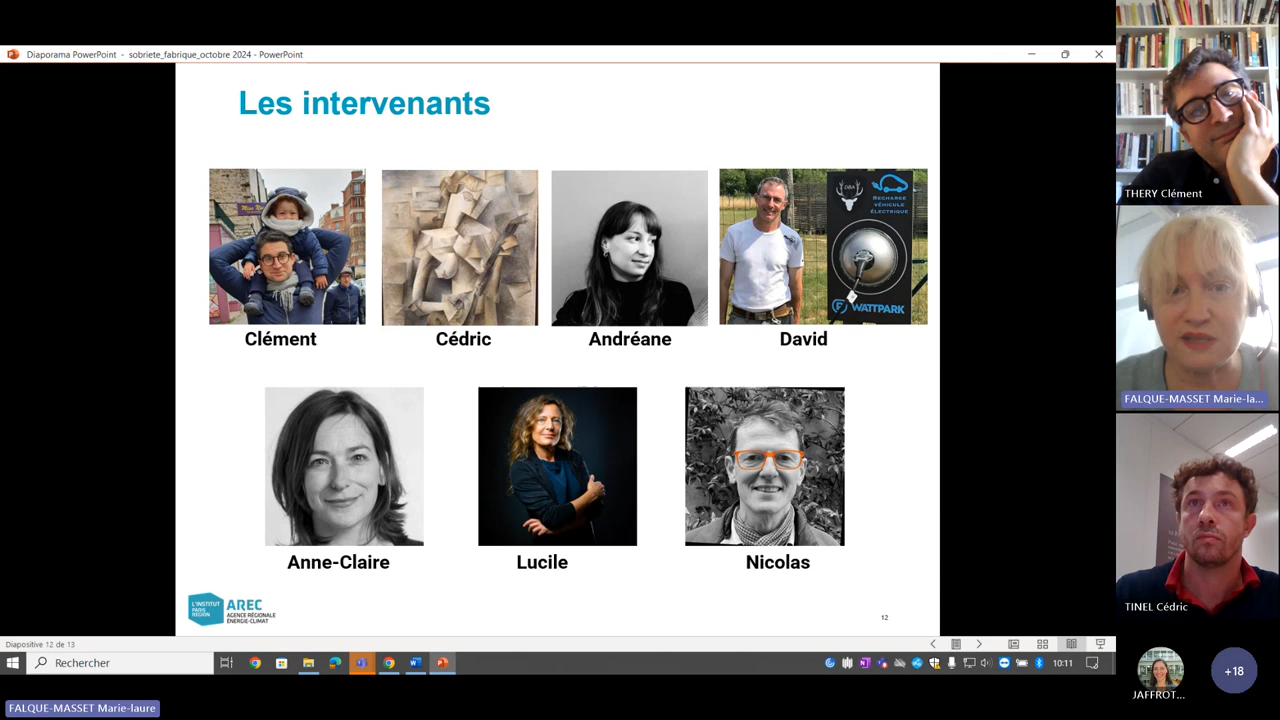 Diaporama PowerPoint - sobriete_fabrique_octobre 2024 - PowerPoint
Les intervenants
DBA
RECHARGE
VÉHICULE
ÉLECTRIQUE
WATTPARK
Clément
Cédric
Andréane
David
Anne-Claire
Lucile
Nicolas
L'INSTITUT
PARIS
REGION
AREC
AGENCE RÉGIONALE
ÉNERGIE-CLIMAT
12
Diapositive 12 de 13
Rechercher
10:11
FALQUE-MASSET Marie-laure
THERY Clément
FALQUE-MASSET Marie-la...
TINEL Cédric
JAFFROT...
+18